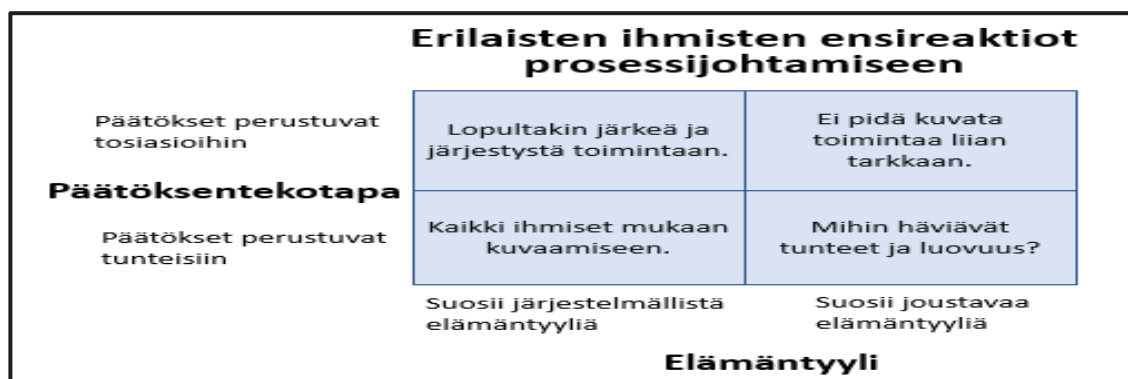 Erilaisten ihmisten ensireaktiot
prosessijohtamiseen
Päätökset perustuvat
tosiasioihin
Lopultakin järkeä ja
järjestystä toimintaan.
Ei pidä kuvata
toimintaa liian
tarkkaan.
Päätöksentekotapa
Päätökset perustuvat
tunteisiin
Kaikki ihmiset mukaan
kuvaamiseen.
Mihin häviävät
tunteet ja luovuus?
Suosii järjestelmällistä
elämäntyyliä
Suosii joustavaa
elämäntyyliä
Elämäntyyli